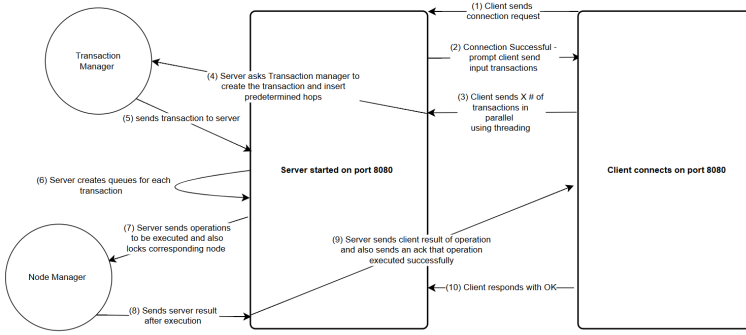 (1) Client sends
connection request
Transaction
Manager
(2) Connection Successful -
prompt client send
input transactions
(4) Server asks Transaction manager to
create the transaction and insert
predetermined hops
(3) Client sends X # of
transactions in
parallel
using threading
(5) sends transaction to server
Server started on port 8080
Client connects on port 8080
(6) Server creates queues for each
transaction
(7) Server sends operations
to be executed and also
locks corresponding node
(9) Server sends client result of operation
and also sends an ack that operation
executed successfully
Node Manager
(10) Client responds with OK
(8) Sends server result
after execution